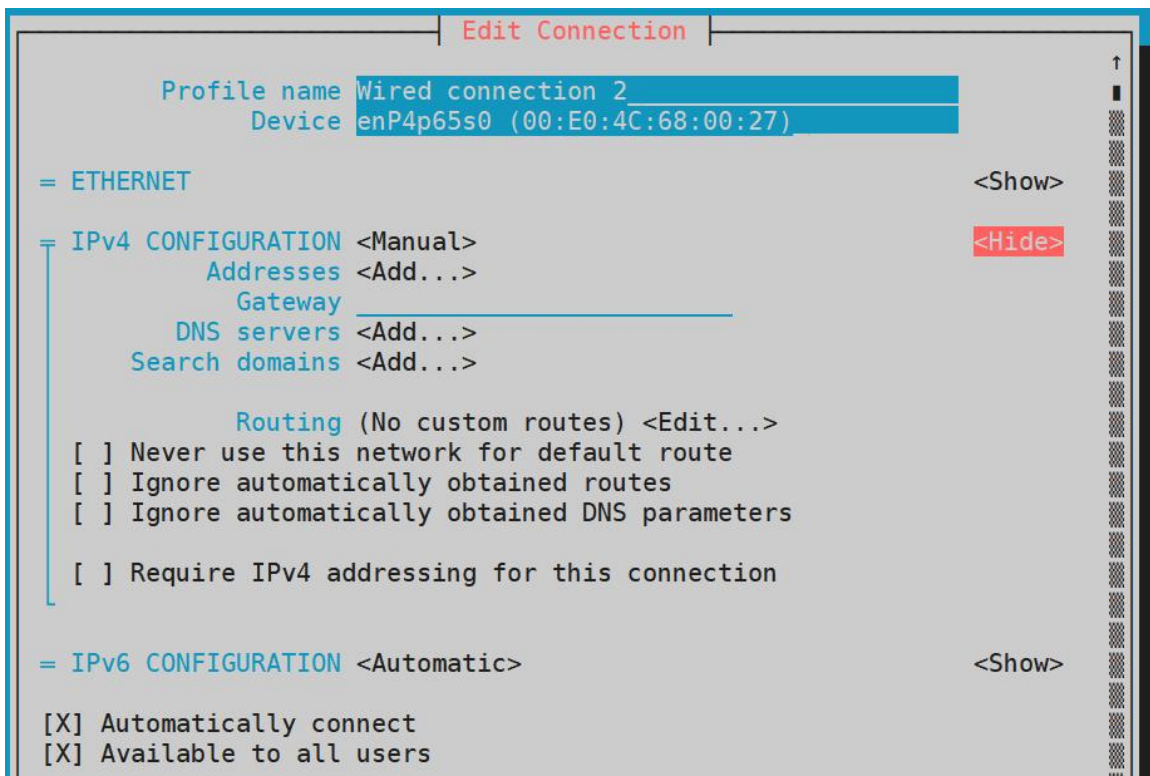 Edit Connection
Profile name Wired connection 2
Device enP4p65s0 (00:E0:4C:68:00:27)
= ETHERNET <Show>
IPv4 CONFIGURATION <Manual> <Hide>
Addresses <Add...>
Gateway
DNS servers <Add...>
Search domains <Add...>
Routing (No custom routes) <Edit...>
[ ] Never use this network for default route
[ ] Ignore automatically obtained routes
[ ] Ignore automatically obtained DNS parameters
[ ] Require IPv4 addressing for this connection
= IPv6 CONFIGURATION <Automatic> <Show>
[X] Automatically connect
[X] Available to all users